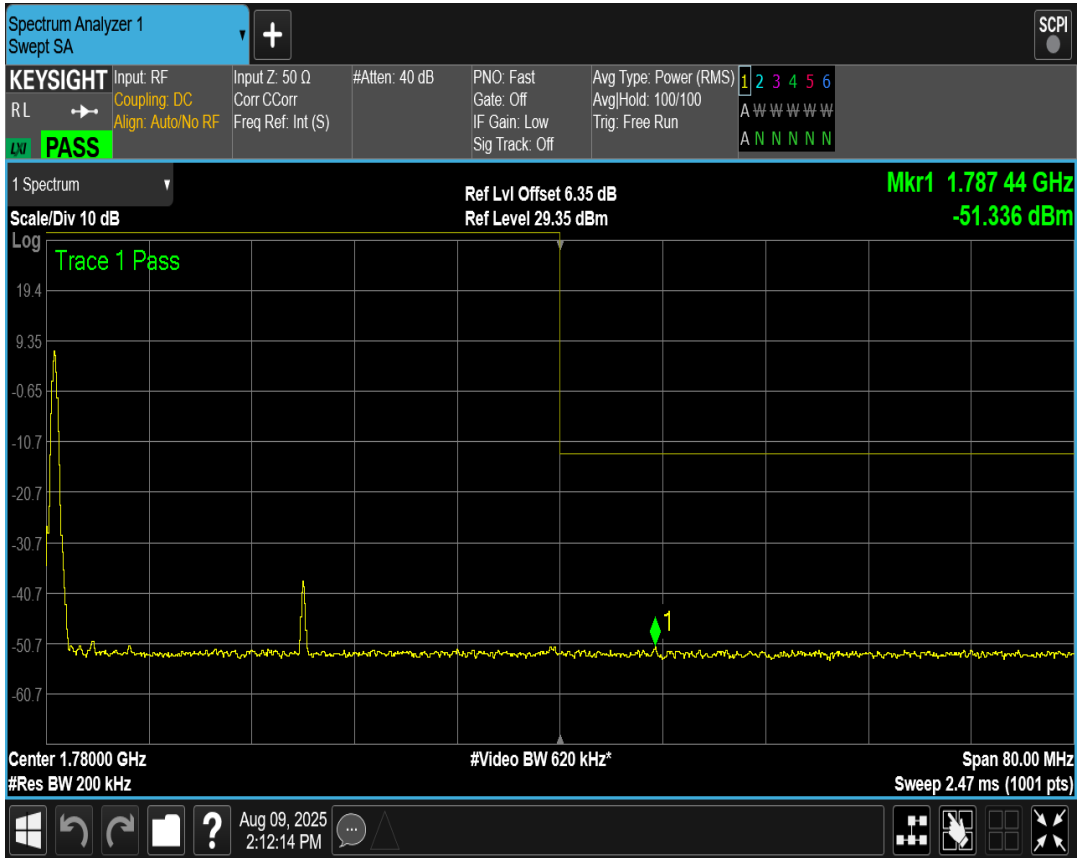 Spectrum Analyzer 1
Swept SA
+
SCPI
KEYSIGHT
R L
LXI PASS
Input: RF
Coupling: DC
Align: Auto/No RF
Input Z: 50 Ω
Corr CCorr
Freq Ref: Int (S)
#Atten: 40 dB
PNO: Fast
Gate: Off
IF Gain: Low
Sig Track: Off
Avg Type: Power (RMS)
Avg|Hold: 100/100
Trig: Free Run
1 2 3 4 5 6
A W W W W W
A N N N N N
1 Spectrum
Scale/Div 10 dB
Ref Lvl Offset 6.35 dB
Ref Level 29.35 dBm
Mkr1 1.787 44 GHz
-51.336 dBm
Log
Trace 1 Pass
19.4
9.35
-0.65
-10.7
-20.7
-30.7
-40.7
1
-50.7
-60.7
Center 1.78000 GHz
#Video BW 620 kHz*
Span 80.00 MHz
#Res BW 200 kHz
Sweep 2.47 ms (1001 pts)
?
Aug 09, 2025
2:12:14 PM